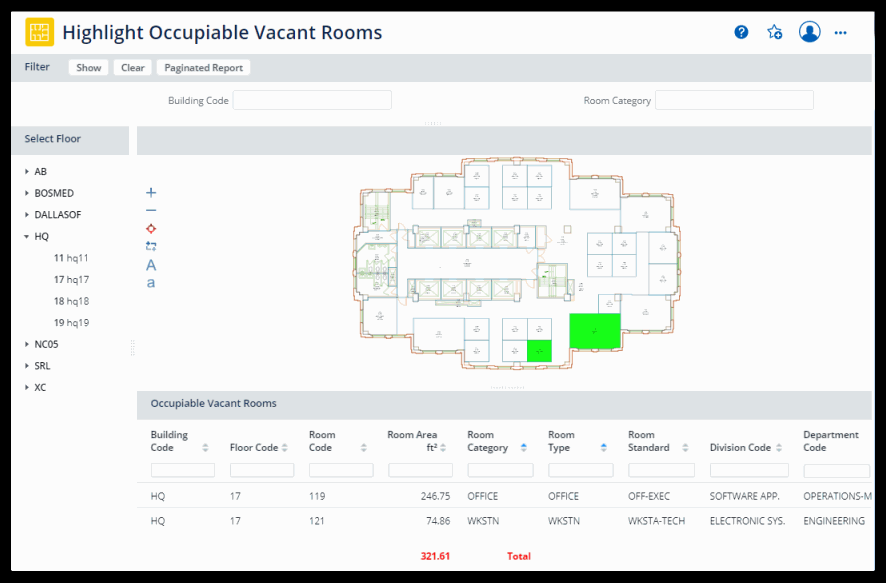 Highlight Occupiable Vacant Rooms
?
Filter Show Clear Paginated Report
Building Code Room Category
Select Floor
AB
BOSMED
DALLASOF
HQ
11 hq11
17 hq17
18 hq18
19 hq19
NC05
SRL
XC
A
a
Occupiable Vacant Rooms
Building Code Floor Code Room Code Room Area ft² Room Category Room Type Room Standard Division Code Department Code
HQ 17 119 246.75 OFFICE OFFICE OFF-EXEC SOFTWARE APP. OPERATIONS-M
HQ 17 121 74.86 WKSTN WKSTN WKSTA-TECH ELECTRONIC SYS. ENGINEERING
321.61 Total